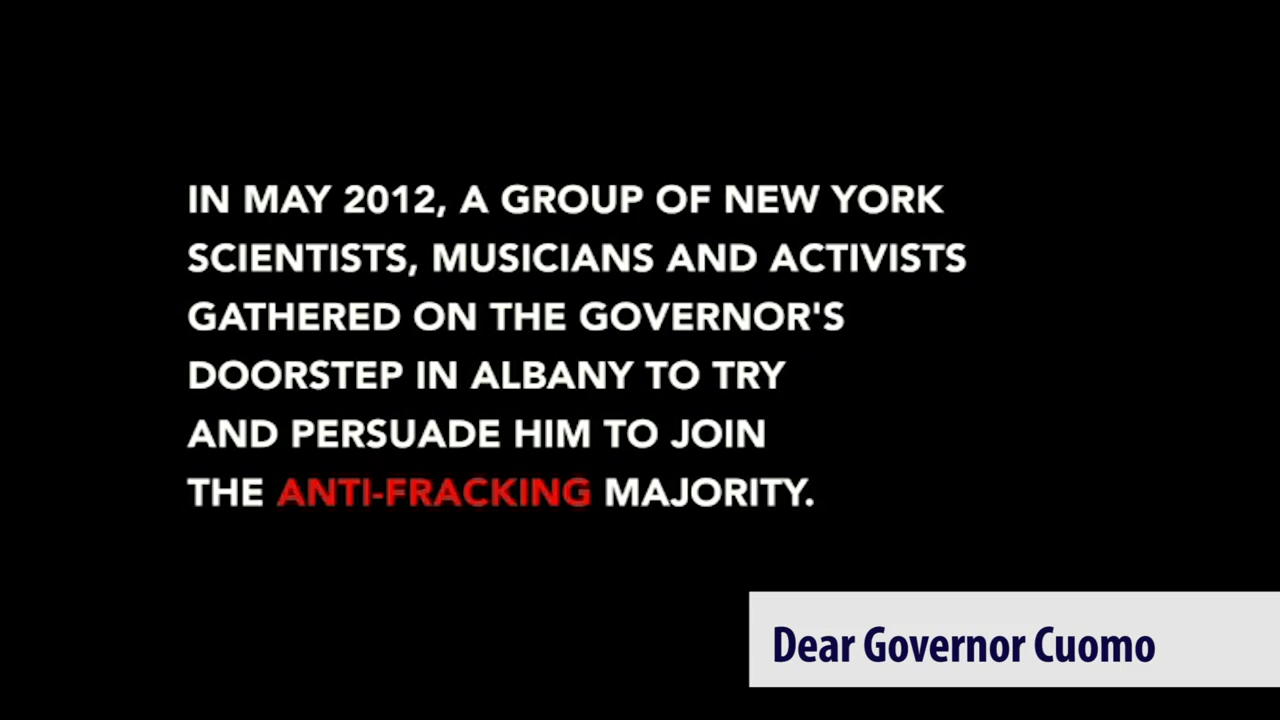 IN MAY 2012, A GROUP OF NEW YORK
SCIENTISTS, MUSICIANS AND ACTIVISTS
GATHERED ON THE GOVERNOR'S
DOORSTEP IN ALBANY TO TRY
AND PERSUADE HIM TO JOIN
THE ANTI-FRACKING MAJORITY.
Dear Governor Cuomo